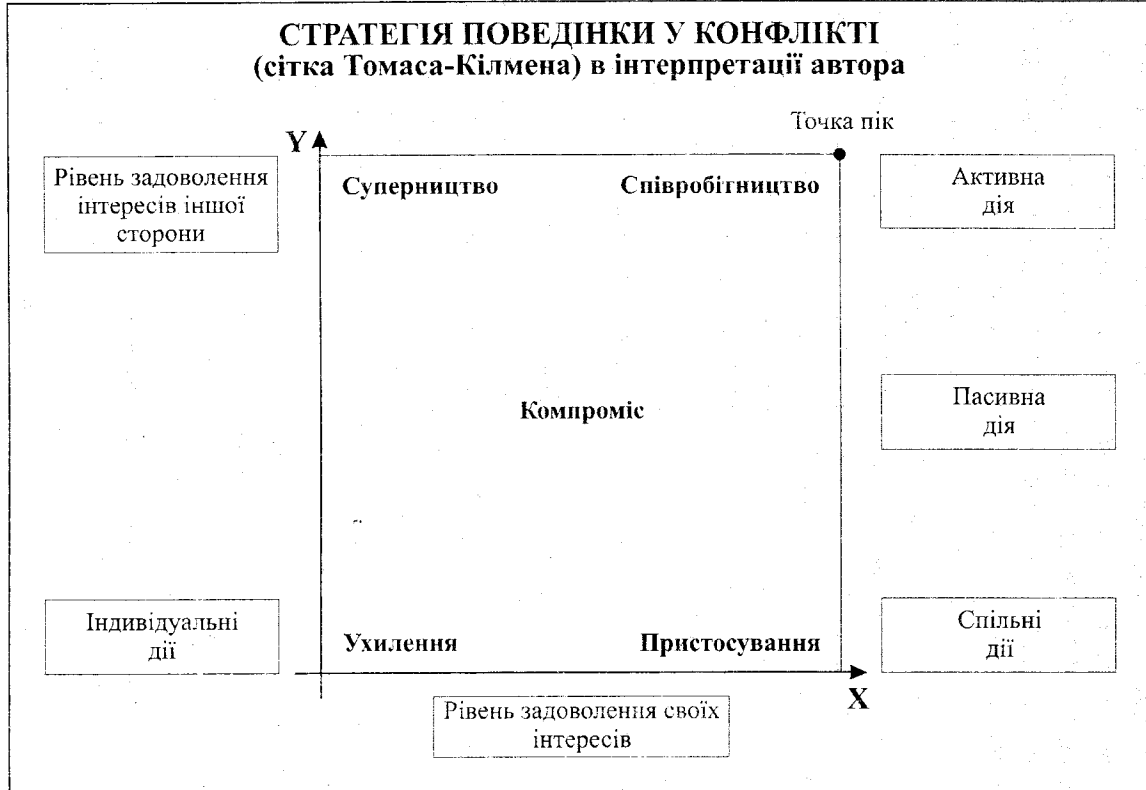 СТРАТЕГІЯ ПОВЕДІНКИ У КОНФЛІКТІ
(сітка Томаса-Кілмена) в інтерпретації автора
Точка пік
Y
Рівень задоволення
інтересів іншої
сторони
Суперництво
Співробітництво
Активна
дія
Компроміс
Пасивна
дія
Індивідуальні
дії
Ухилення
Пристосування
Спільні
дії
X
Рівень задоволення своїх
інтересів